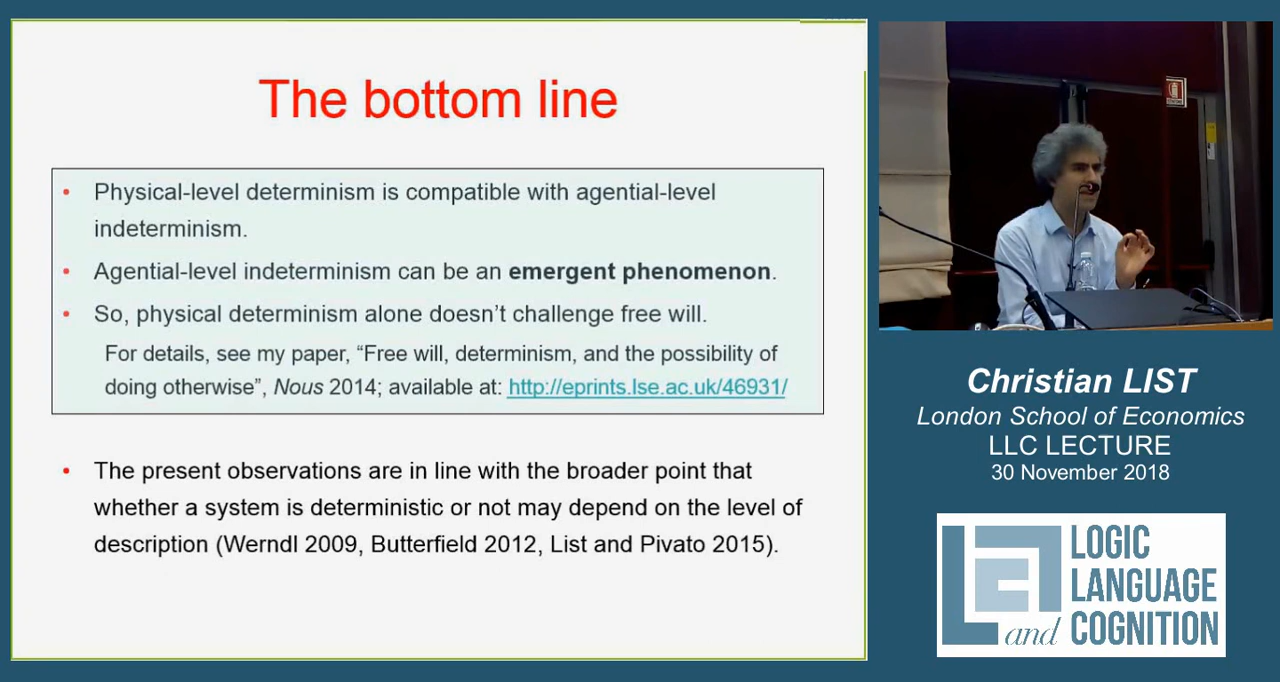 The bottom line
• Physical-level determinism is compatible with agential-level
indeterminism.
• Agential-level indeterminism can be an emergent phenomenon.
• So, physical determinism alone doesn't challenge free will.
For details, see my paper, “Free will, determinism, and the possibility of
doing otherwise”, Nous 2014; available at: http://eprints.lse.ac.uk/46931/
• The present observations are in line with the broader point that
whether a system is deterministic or not may depend on the level of
description (Werndl 2009, Butterfield 2012, List and Pivato 2015).
Christian LIST
London School of Economics
LLC LECTURE
30 November 2018
LOGIC
LANGUAGE
and COGNITION